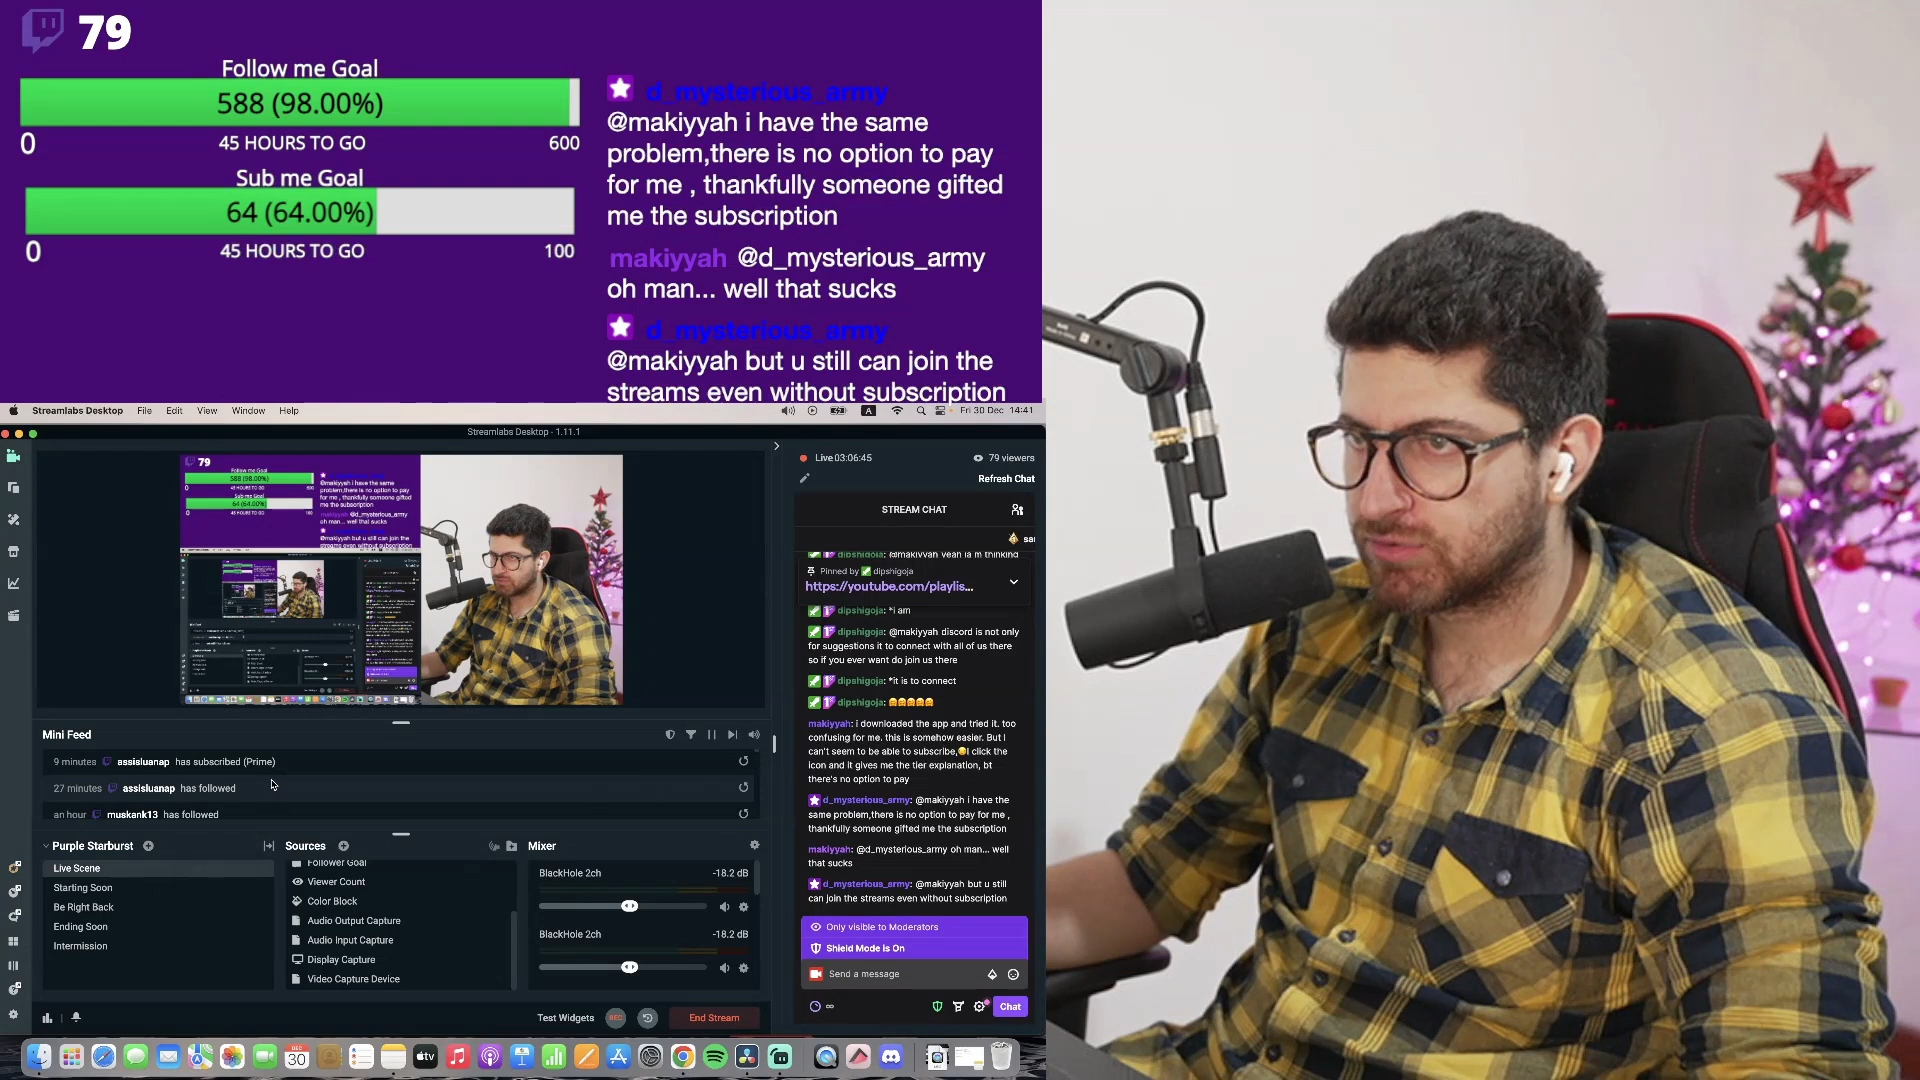 79
Follow me Goal
588 (98.00%)
0
45 HOURS TO GO
600
Sub me Goal
64 (64.00%)
0
45 HOURS TO GO
100
d_mysterious_army
@makiyyah i have the same
problem,there is no option to pay
for me , thankfully someone gifted
me the subscription
makiyyah @d_mysterious_army
oh man... well that sucks
d_mysterious_army
@makiyyah but u still can join the
streams even without subscription
Streamlabs Desktop File Edit View Window Help
A Fri 30 Dec 14:41
Streamlabs Desktop - 1.11.1
Live 03:06:45
79 viewers
Refresh Chat
STREAM CHAT
dipshigoja: @makiyyah yeah is m thinkind
Pinned by dipshigoja
https://youtube.com/playlis...
dipshigoja: *i am
dipshigoja: @makiyyah discord is not only
for suggestions it to connect with all of us there
so if you ever want do join us there
dipshigoja: *it is to connect
dipshigoja: 🤗🤗🤗🤗🤗
makiyyah: i downloaded the app and tried it. too
confusing for me. this is somehow easier. But I
can't seem to be able to subscribe,😔I click the
icon and it gives me the tier explanation, bt
there's no option to pay
d_mysterious_army: @makiyyah i have the
same problem,there is no option to pay for me ,
thankfully someone gifted me the subscription
makiyyah: @d_mysterious_army oh man... well
that sucks
d_mysterious_army: @makiyyah but u still
can join the streams even without subscription
Only visible to Moderators
Shield Mode is On
Send a message
Chat
Mini Feed
9 minutes assisluanap has subscribed (Prime)
27 minutes assisluanap has followed
an hour muskank13 has followed
Purple Starburst
Live Scene
Starting Soon
Be Right Back
Ending Soon
Intermission
Sources
Follower Goal
Viewer Count
Color Block
Audio Output Capture
Audio Input Capture
Display Capture
Video Capture Device
Mixer
BlackHole 2ch -18.2 dB
BlackHole 2ch -18.2 dB
Test Widgets
REC
End Stream
DEC
30
tv